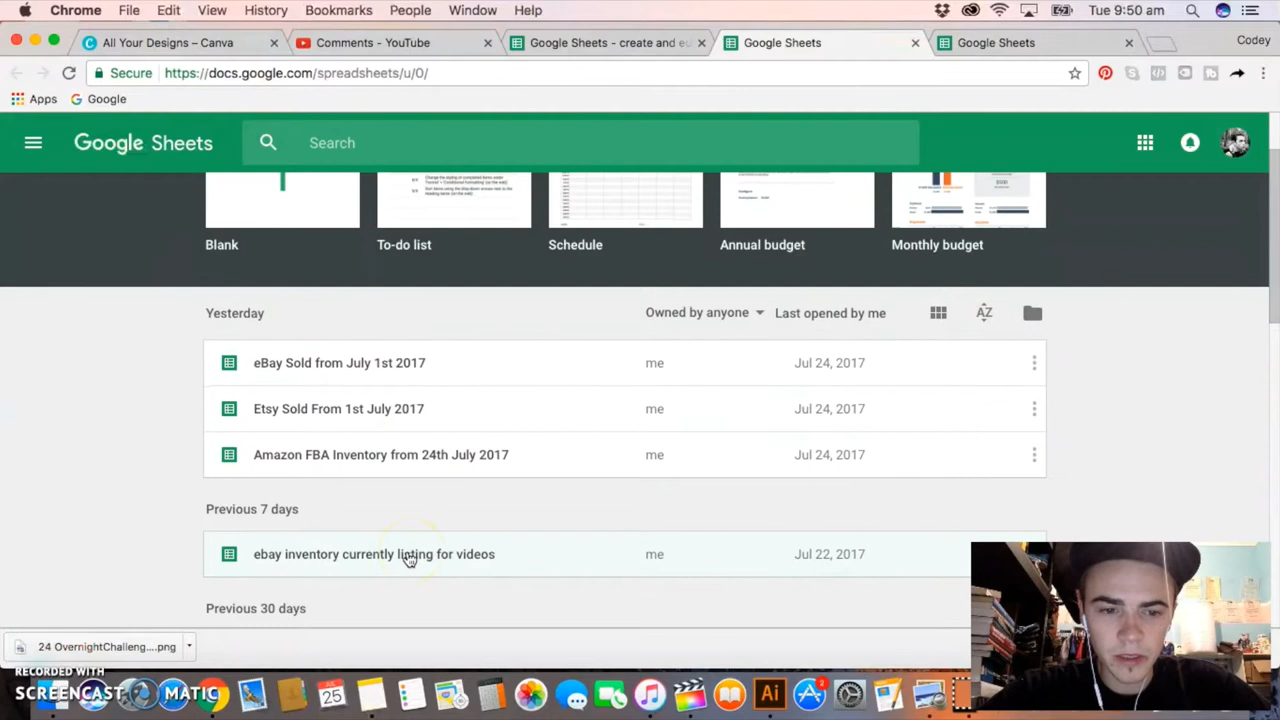 Chrome File Edit View History Bookmarks People Window Help Tue 9:50 am
All Your Designs – Canva Comments - YouTube Google Sheets - create and e Google Sheets Google Sheets Codey
Secure https://docs.google.com/spreadsheets/u/0/
Apps Google
Google Sheets Search
Blank To-do list Schedule Annual budget Monthly budget
Yesterday Owned by anyone Last opened by me AZ
eBay Sold from July 1st 2017 me Jul 24, 2017
Etsy Sold From 1st July 2017 me Jul 24, 2017
Amazon FBA Inventory from 24th July 2017 me Jul 24, 2017
Previous 7 days
ebay inventory currently listing for videos me Jul 22, 2017
Previous 30 days
24 OvernightChalleng....png
RECORDED WITH
SCREENCAST MATIC
25 Ai 2